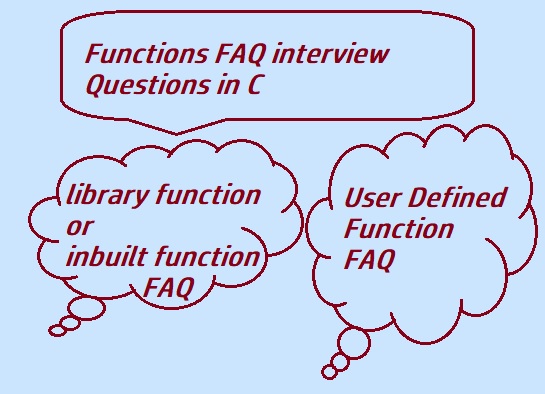 Functions FAQ interview
Questions in C
library function
or
inbuilt function
FAQ
User Defined
Function
FAQ